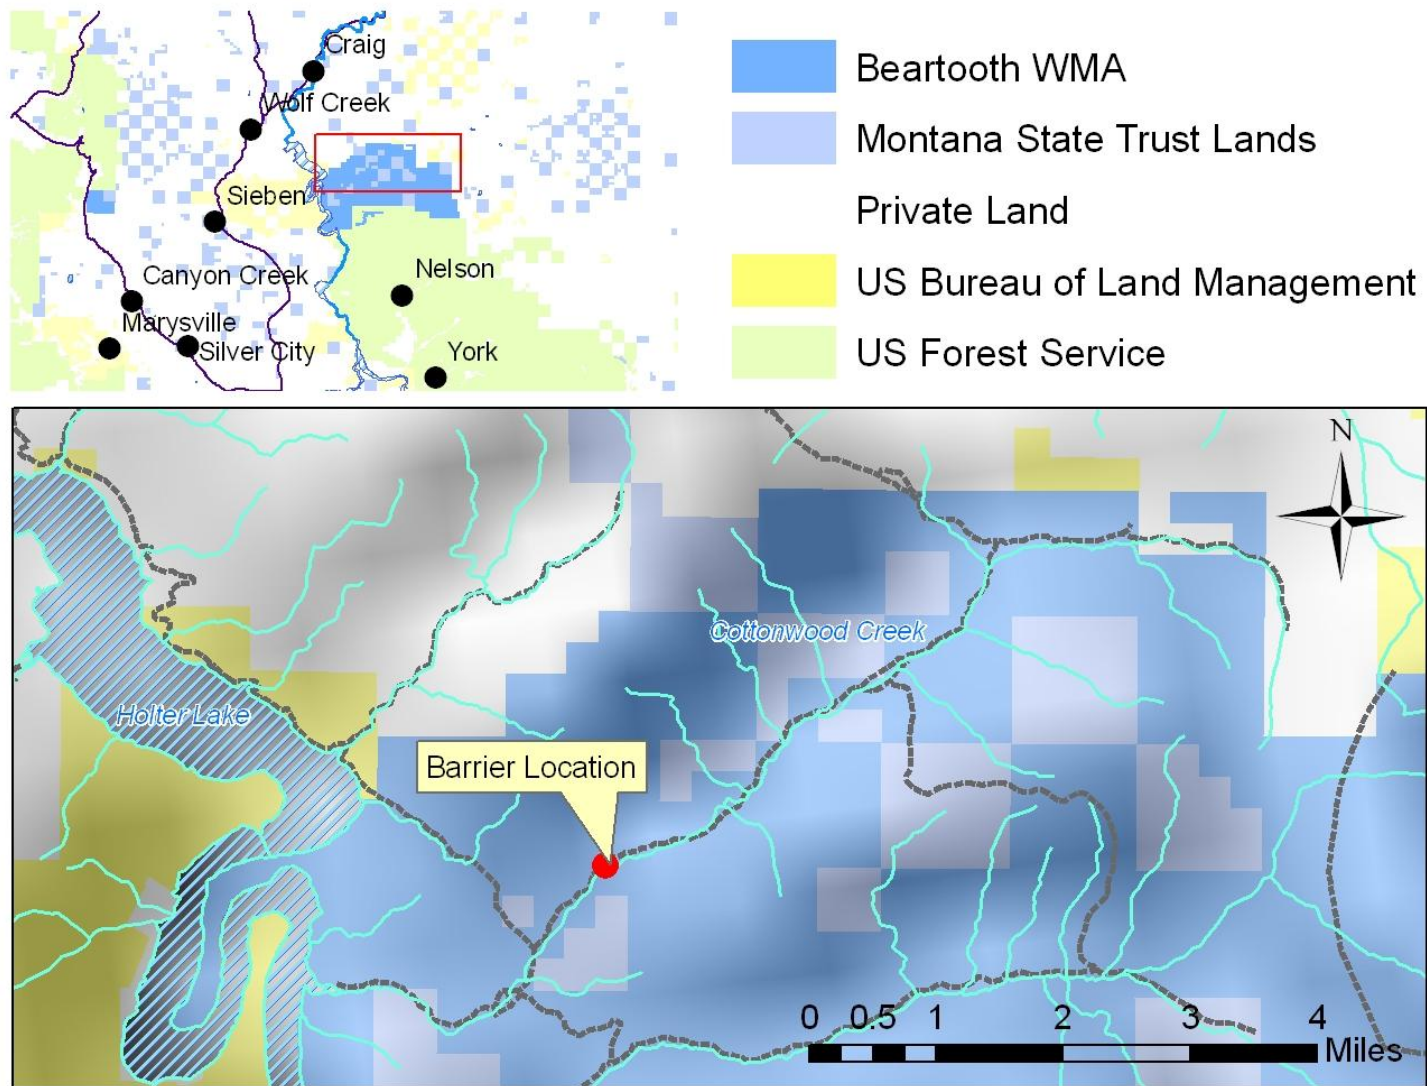 Craig
Wolf Creek
Sieben
Canyon Creek
Nelson
Marysville
Silver City
York
Beartooth WMA
Montana State Trust Lands
Private Land
US Bureau of Land Management
US Forest Service
N
Cottonwood Creek
Holter Lake
Barrier Location
0 0.5 1 2 3 4
Miles